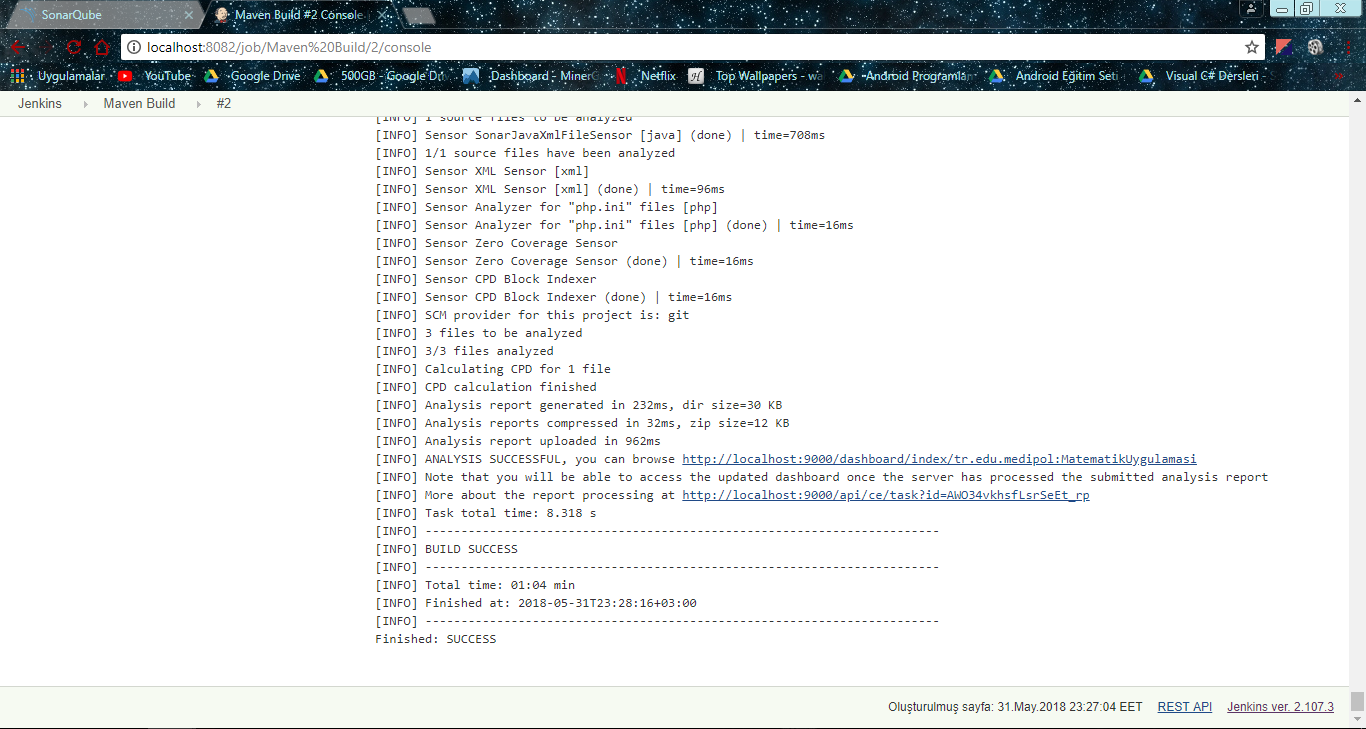 SonarQube
Maven Build #2 Console
localhost:8082/job/Maven%20Build/2/console
Uygulamalar YouTube Google Drive 500GB - Google Dri Dashboard - MinerG Netflix Top Wallpapers - wa Android Programlam Android Eğitim Seti Visual C# Dersleri -
Jenkins Maven Build #2
[INFO] 1 source files to be analyzed
[INFO] Sensor SonarJavaXmlFileSensor [java] (done) | time=708ms
[INFO] 1/1 source files have been analyzed
[INFO] Sensor XML Sensor [xml]
[INFO] Sensor XML Sensor [xml] (done) | time=96ms
[INFO] Sensor Analyzer for "php.ini" files [php]
[INFO] Sensor Analyzer for "php.ini" files [php] (done) | time=16ms
[INFO] Sensor Zero Coverage Sensor
[INFO] Sensor Zero Coverage Sensor (done) | time=16ms
[INFO] Sensor CPD Block Indexer
[INFO] Sensor CPD Block Indexer (done) | time=16ms
[INFO] SCM provider for this project is: git
[INFO] 3 files to be analyzed
[INFO] 3/3 files analyzed
[INFO] Calculating CPD for 1 file
[INFO] CPD calculation finished
[INFO] Analysis report generated in 232ms, dir size=30 KB
[INFO] Analysis reports compressed in 32ms, zip size=12 KB
[INFO] Analysis report uploaded in 962ms
[INFO] ANALYSIS SUCCESSFUL, you can browse http://localhost:9000/dashboard/index/tr.edu.medipol:MatematikUygulamasi
[INFO] Note that you will be able to access the updated dashboard once the server has processed the submitted analysis report
[INFO] More about the report processing at http://localhost:9000/api/ce/task?id=AWO34vkhsfLsrSeEt_rp
[INFO] Task total time: 8.318 s
[INFO] ------------------------------------------------------------------------
[INFO] BUILD SUCCESS
[INFO] ------------------------------------------------------------------------
[INFO] Total time: 01:04 min
[INFO] Finished at: 2018-05-31T23:28:16+03:00
[INFO] ------------------------------------------------------------------------
Finished: SUCCESS
Oluşturulmuş sayfa: 31.May.2018 23:27:04 EET REST API Jenkins ver. 2.107.3